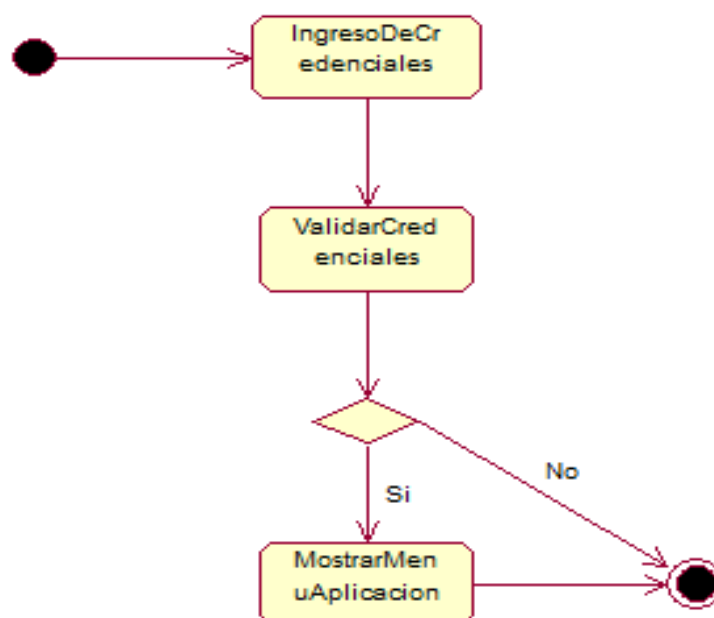 IngresoDeCr
edenciales
ValidarCred
enciales
No
Si
MostrarMen
uAplicacion